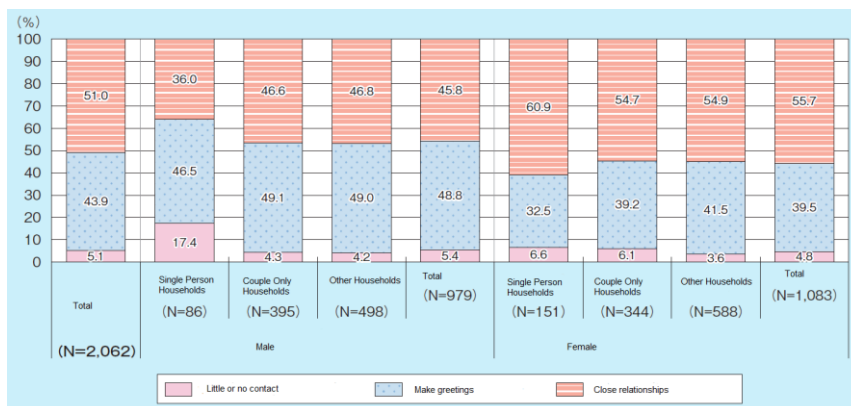 (%)
100
90
80
70
60
50
40
30
20
10
0
51.0
43.9
5.1
36.0
46.5
17.4
46.6
49.1
4.3
46.8
49.0
4.2
45.8
48.8
5.4
60.9
32.5
6.6
54.7
39.2
6.1
54.9
41.5
3.6
55.7
39.5
4.8
Total
(N=2,062)
Single Person
Households
(N=86)
Couple Only
Households
(N=395)
Other Households
(N=498)
Total
(N=979)
Male
Single Person
Households
(N=151)
Couple Only
Households
(N=344)
Other Households
(N=588)
Total
(N=1,083)
Female
Little or no contact
Make greetings
Close relationships